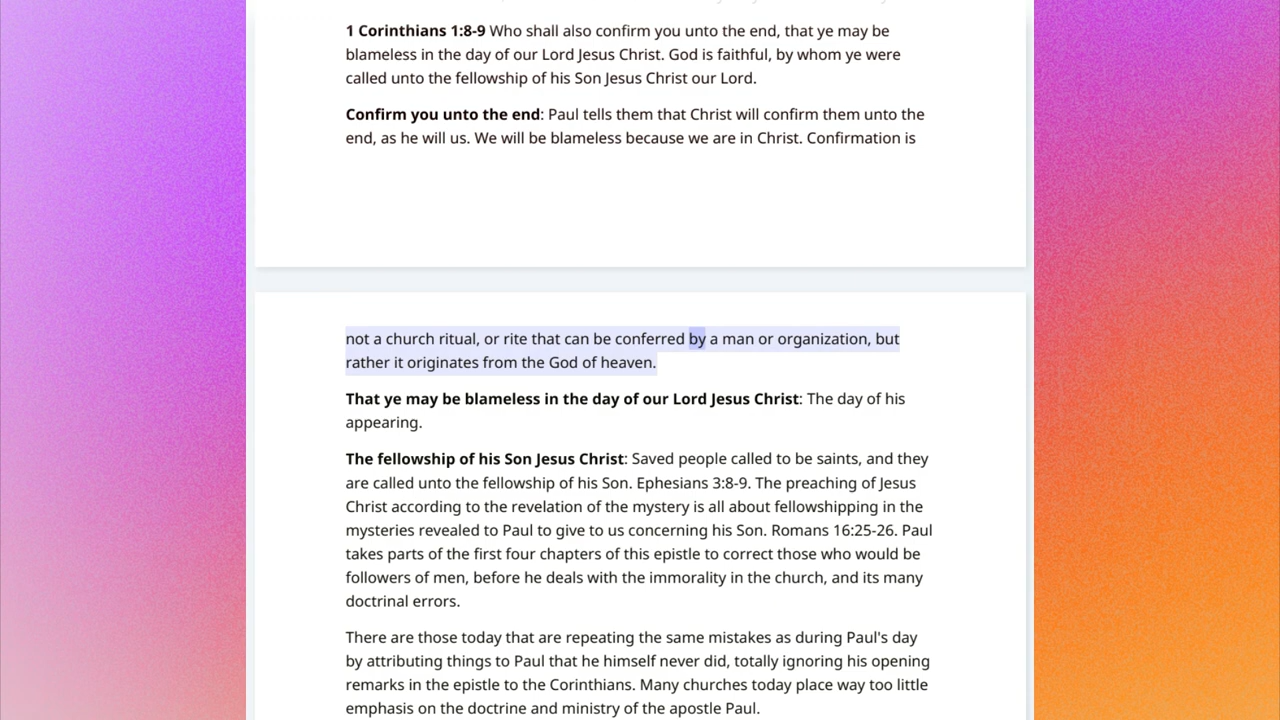 1 Corinthians 1:8-9 Who shall also confirm you unto the end, that ye may be
blameless in the day of our Lord Jesus Christ. God is faithful, by whom ye were
called unto the fellowship of his Son Jesus Christ our Lord.
Confirm you unto the end: Paul tells them that Christ will confirm them unto the
end, as he will us. We will be blameless because we are in Christ. Confirmation is
not a church ritual, or rite that can be conferred by a man or organization, but
rather it originates from the God of heaven.
That ye may be blameless in the day of our Lord Jesus Christ: The day of his
appearing.
The fellowship of his Son Jesus Christ: Saved people called to be saints, and they
are called unto the fellowship of his Son. Ephesians 3:8-9. The preaching of Jesus
Christ according to the revelation of the mystery is all about fellowshipping in the
mysteries revealed to Paul to give to us concerning his Son. Romans 16:25-26. Paul
takes parts of the first four chapters of this epistle to correct those who would be
followers of men, before he deals with the immorality in the church, and its many
doctrinal errors.
There are those today that are repeating the same mistakes as during Paul's day
by attributing things to Paul that he himself never did, totally ignoring his opening
remarks in the epistle to the Corinthians. Many churches today place way too little
emphasis on the doctrine and ministry of the apostle Paul.